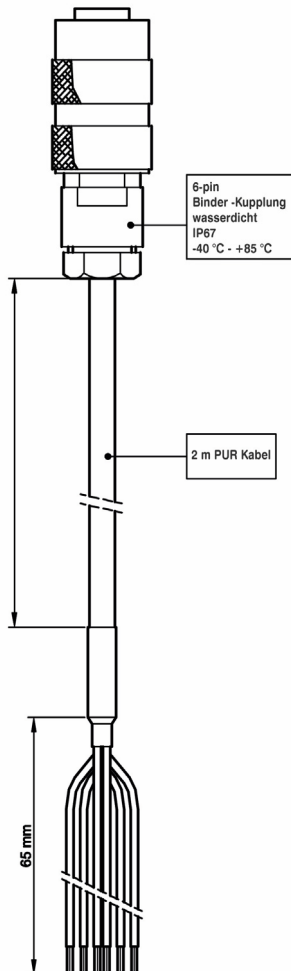 6-pin
Binder -Kupplung
wasserdicht
IP67
-40 °C - +85 °C
2 m PUR Kabel
65 mm